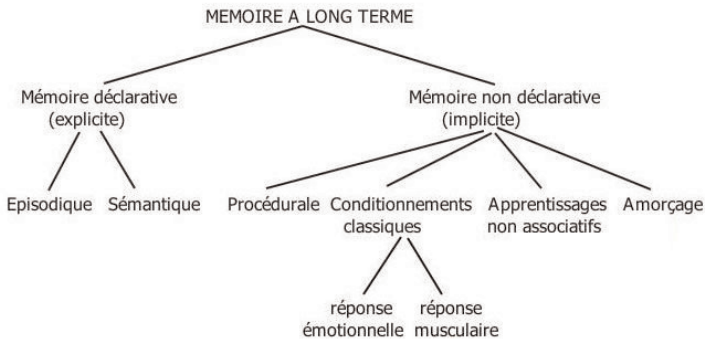 MEMOIRE A LONG TERME
Mémoire déclarative
(explicite)
Mémoire non déclarative
(implicite)
Episodique
Sémantique
Procédurale
Conditionnements
classiques
Apprentissages
non associatifs
Amorçage
réponse
émotionnelle
réponse
musculaire